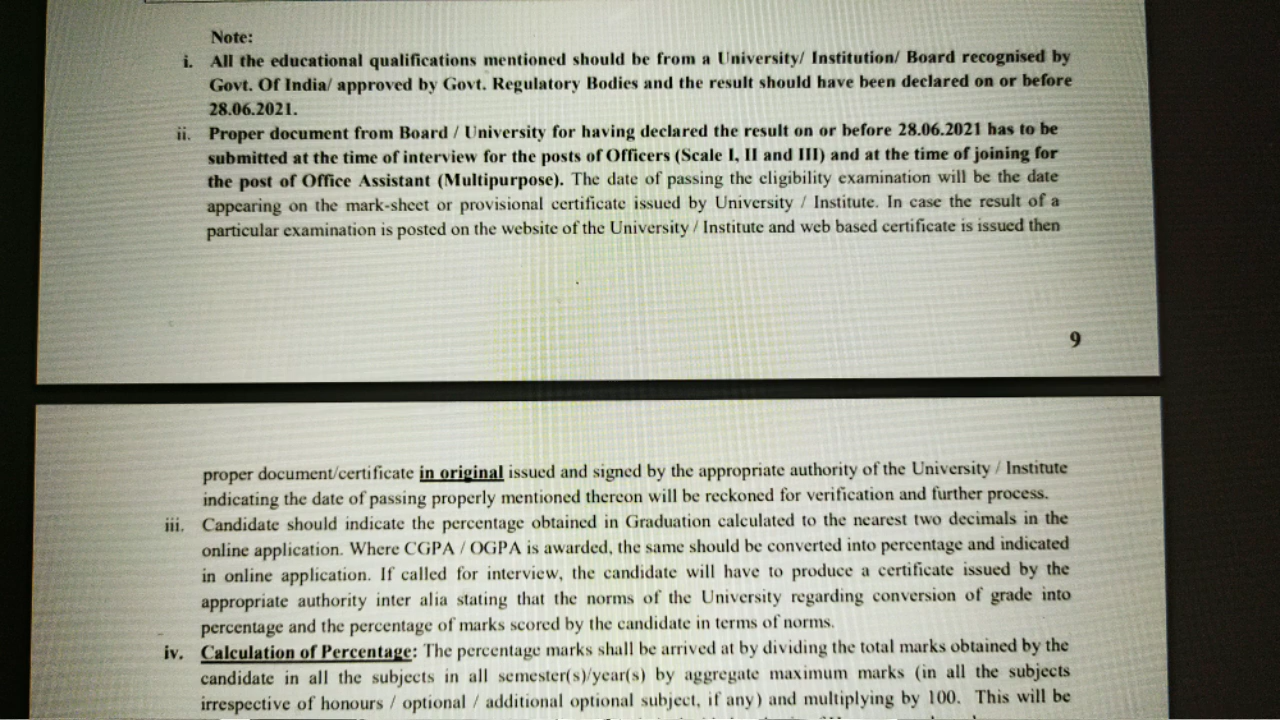 Note:
i. All the educational qualifications mentioned should be from a University/ Institution/ Board recognised by
Govt. Of India/ approved by Govt. Regulatory Bodies and the result should have been declared on or before
28.06.2021.
ii. Proper document from Board / University for having declared the result on or before 28.06.2021 has to be
submitted at the time of interview for the posts of Officers (Scale I, II and III) and at the time of joining for
the post of Office Assistant (Multipurpose). The date of passing the eligibility examination will be the date
appearing on the mark-sheet or provisional certificate issued by University / Institute. In case the result of a
particular examination is posted on the website of the University / Institute and web based certificate is issued then
9
proper document/certificate in original issued and signed by the appropriate authority of the University / Institute
indicating the date of passing properly mentioned thereon will be reckoned for verification and further process.
iii. Candidate should indicate the percentage obtained in Graduation calculated to the nearest two decimals in the
online application. Where CGPA / OGPA is awarded, the same should be converted into percentage and indicated
in online application. If called for interview, the candidate will have to produce a certificate issued by the
appropriate authority inter alia stating that the norms of the University regarding conversion of grade into
percentage and the percentage of marks scored by the candidate in terms of norms.
iv. Calculation of Percentage: The percentage marks shall be arrived at by dividing the total marks obtained by the
candidate in all the subjects in all semester(s)/year(s) by aggregate maximum marks (in all the subjects
irrespective of honours / optional / additional optional subject, if any) and multiplying by 100. This will be